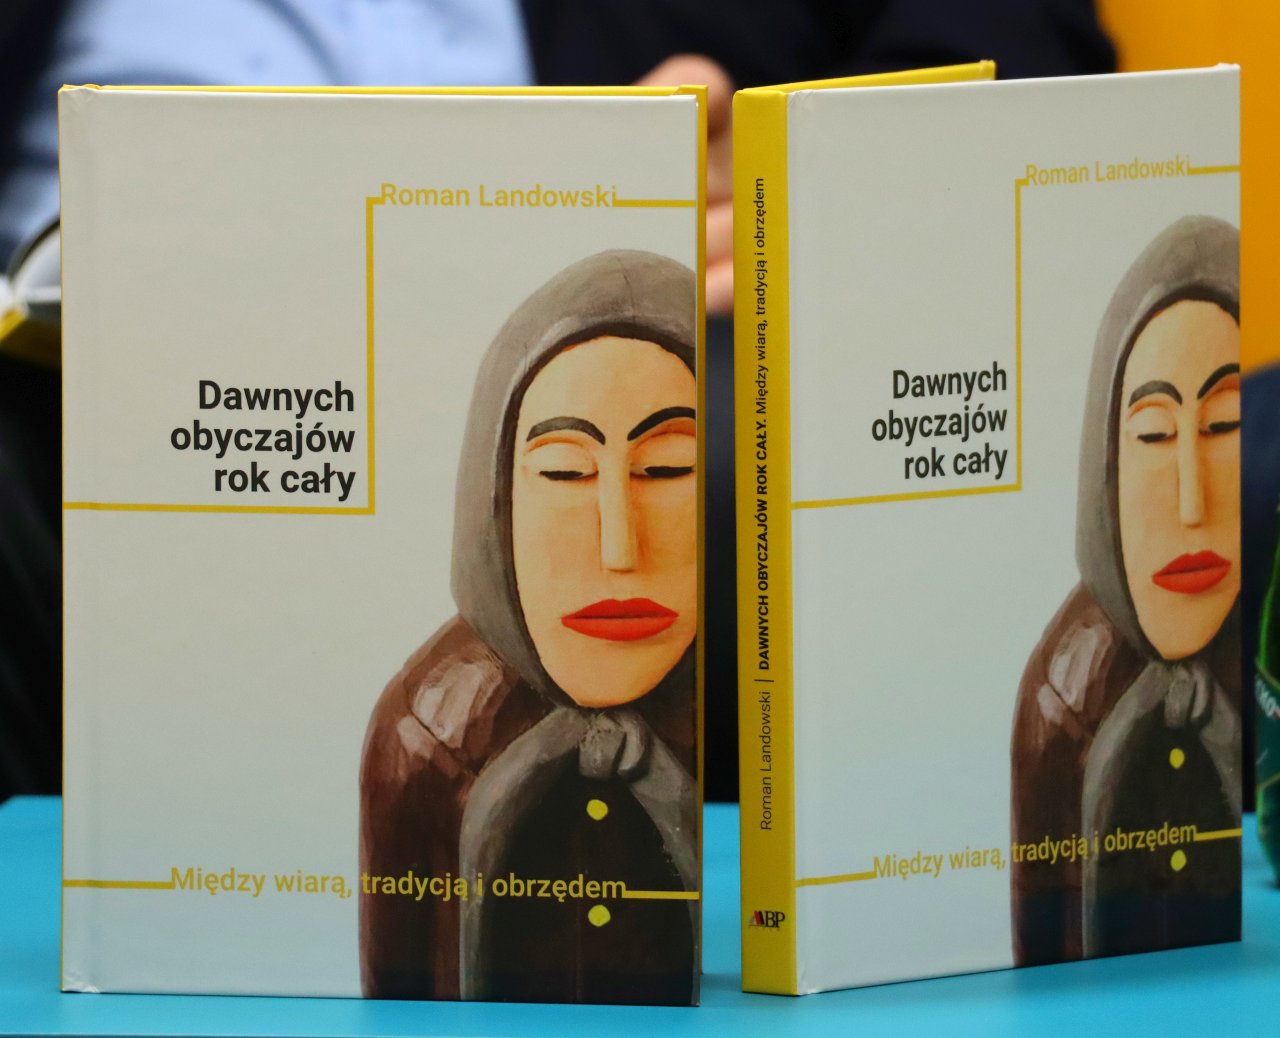 Roman Landowski
Dawnych
obyczajów
rok cały
Między wiarą, tradycją i obrzędem
Roman Landowski | DAWNYCH OBYCZAJÓW ROK CAŁY. Między wiarą, tradycją i obrzędem
MBP
Roman Landowski
Dawnych
obyczajów
rok cały
Między wiarą, tradycją i obrzędem